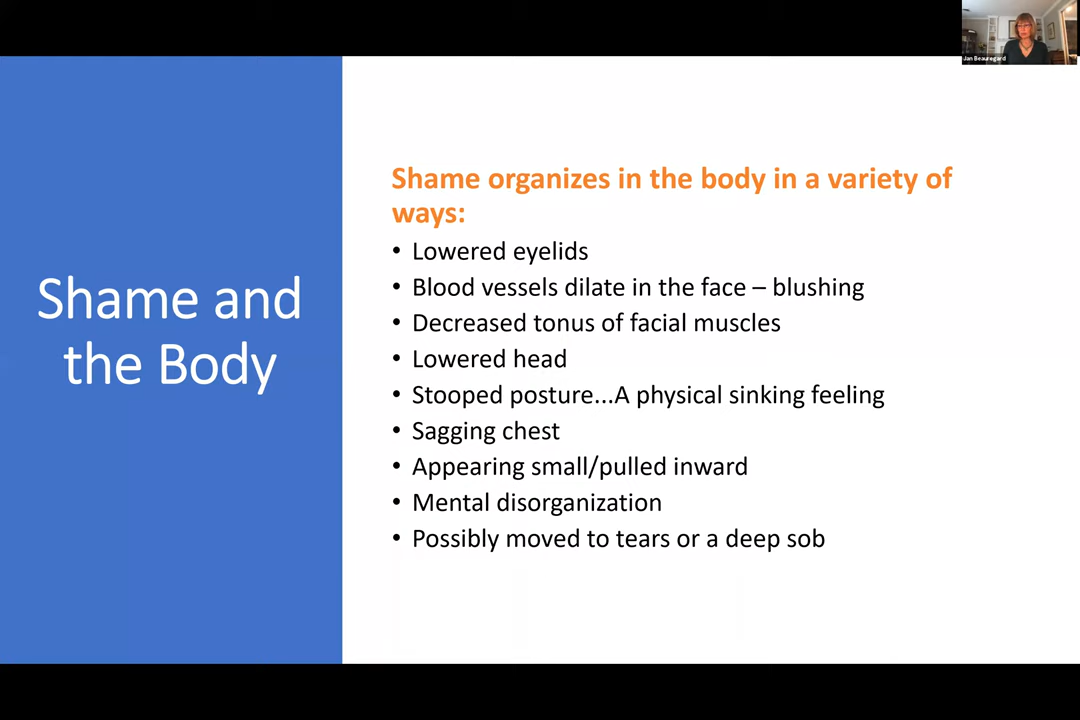 Jan Beauregard
Shame and
the Body
Shame organizes in the body in a variety of
ways:
• Lowered eyelids
• Blood vessels dilate in the face – blushing
• Decreased tonus of facial muscles
• Lowered head
• Stooped posture...A physical sinking feeling
• Sagging chest
• Appearing small/pulled inward
• Mental disorganization
• Possibly moved to tears or a deep sob